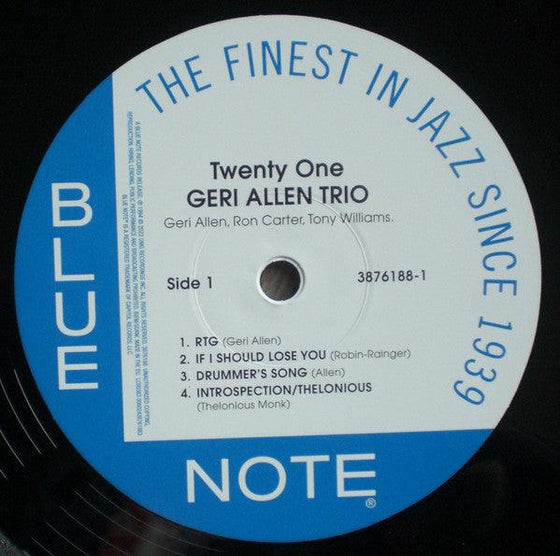 THE FINEST IN JAZZ SINCE 1939
BLUE
NOTE®
Twenty One
GERI ALLEN TRIO
Geri Allen, Ron Carter, Tony Williams.
Side 1
3876188-1
1. RTG (Geri Allen)
2. IF I SHOULD LOSE YOU (Robin-Rainger)
3. DRUMMER'S SONG (Allen)
4. INTROSPECTION/THELONIOUS
(Thelonious Monk)